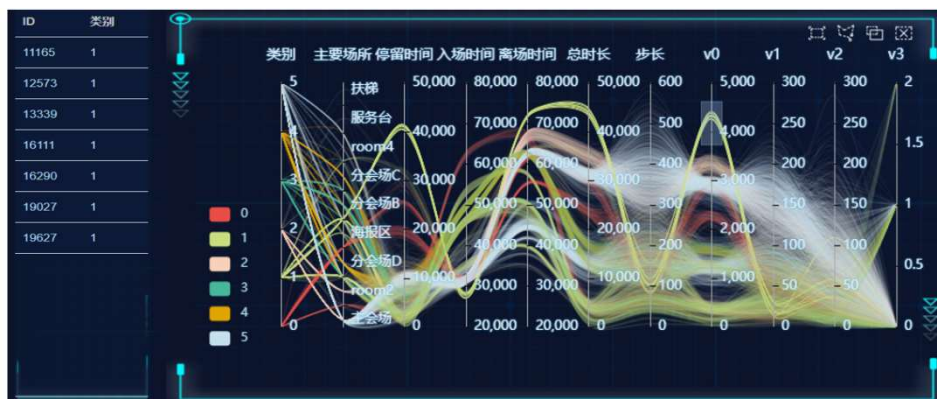 ID 类别
11165 1
12573 1
13339 1
16111 1
16290 1
19027 1
19627 1
类别 主要场所 停留时间 入场时间 离场时间 总时长 步长 v0 v1 v2 v3
5 扶梯 50,000 80,000 80,000 50,000 600 5,000 300 300 2
服务台 70,000 70,000 500 250 250
4 room4 40,000 40,000 4,000 1.5
分会场C 60,000 60,000 400 200 200
3 30,000 30,000 3,000
分会场B 50,000 50,000 150 150 1
0 2 海报区 20,000 20,000 2,000
1 分会场D 40,000 40,000 200 100 100
2 1 room2 10,000 10,000 1,000 0.5
3 30,000 30,000 100 50 50
4 0 主会场 0 20,000 20,000 0 0 0 0 0 0
5